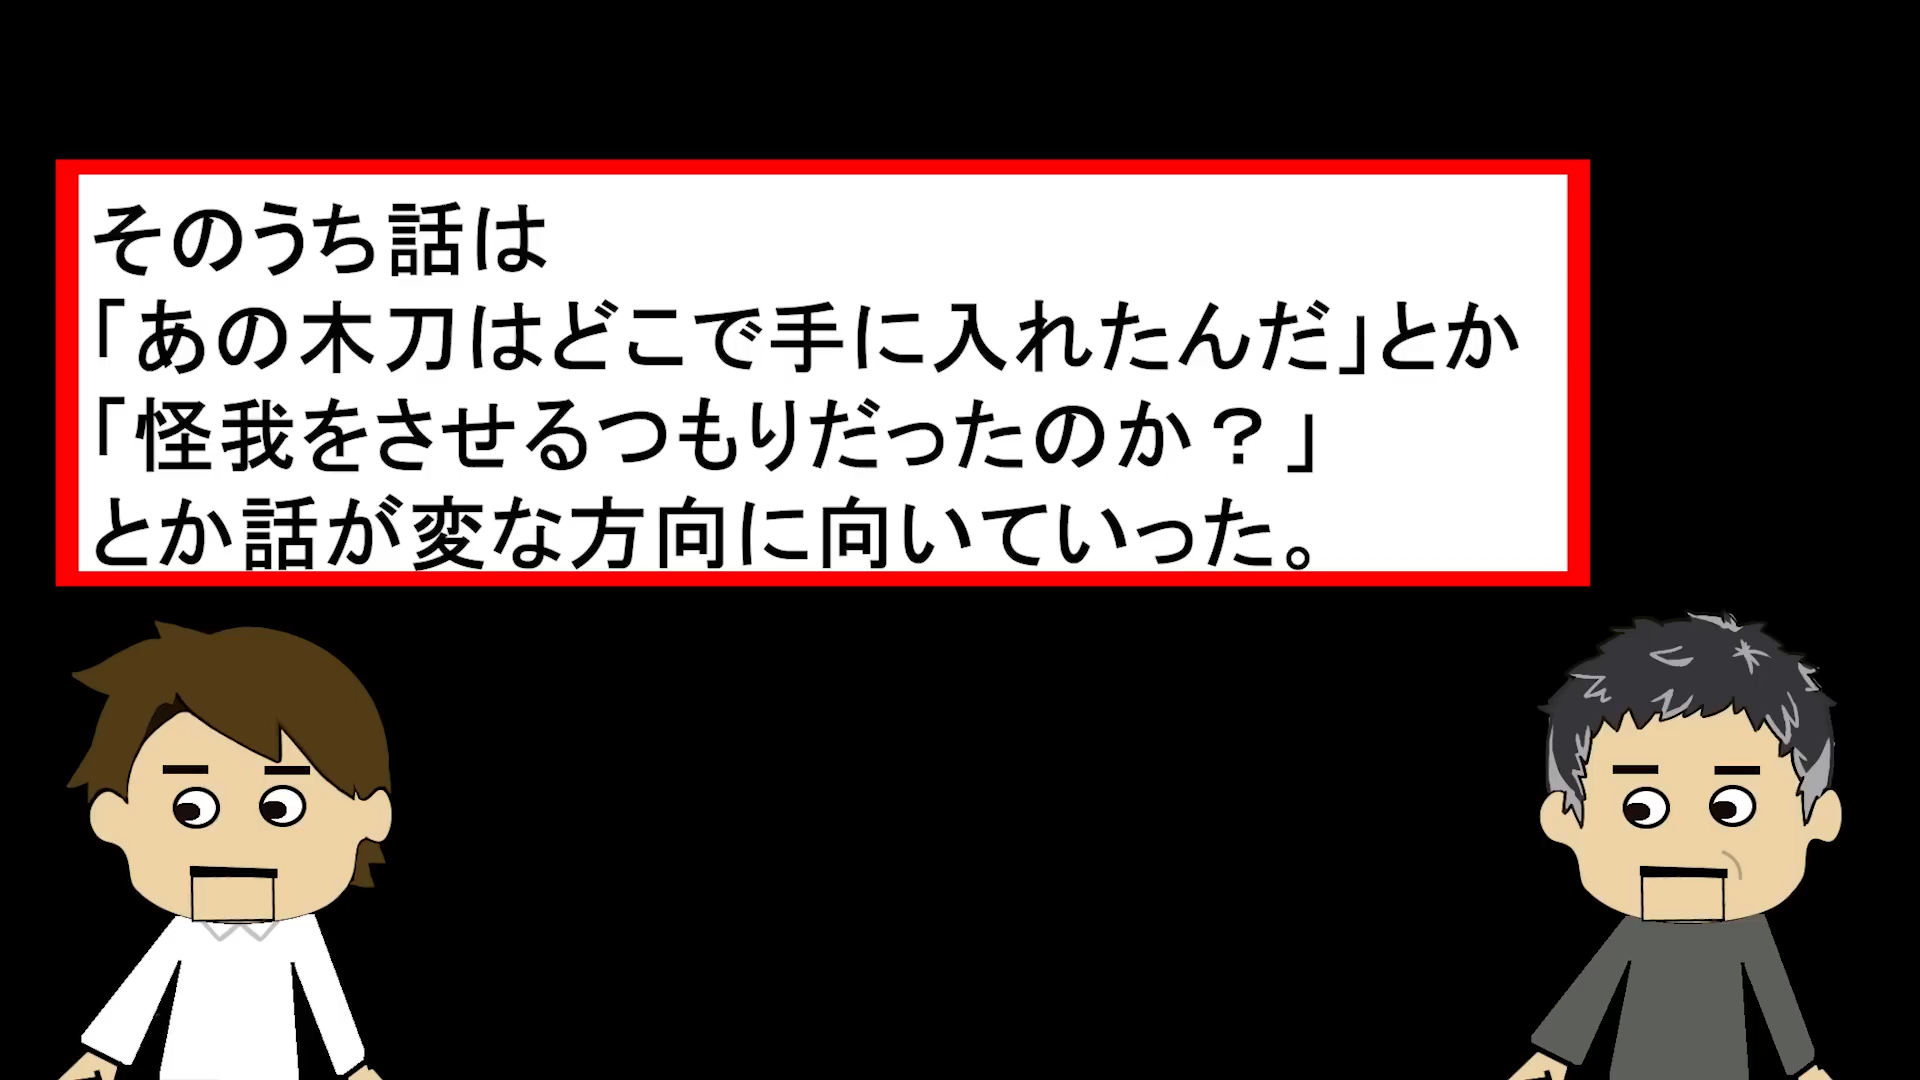 そのうち話は
「あの木刀はどこで手に入れたんだ」とか
「怪我をさせるつもりだったのか？」
とか話が変な方向に向いていった。